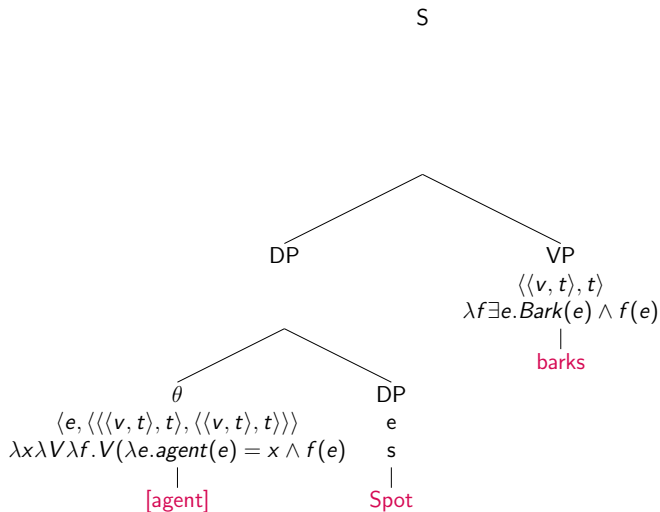 S
DP VP
⟨⟨v, t⟩, t⟩
λf∃e.Bark(e) ∧ f(e)
barks
θ DP
⟨e, ⟨⟨⟨v, t⟩, t⟩, ⟨⟨v, t⟩, t⟩⟩⟩ e
λxλVλf.V(λe.agent(e) = x ∧ f(e) s
[agent] Spot